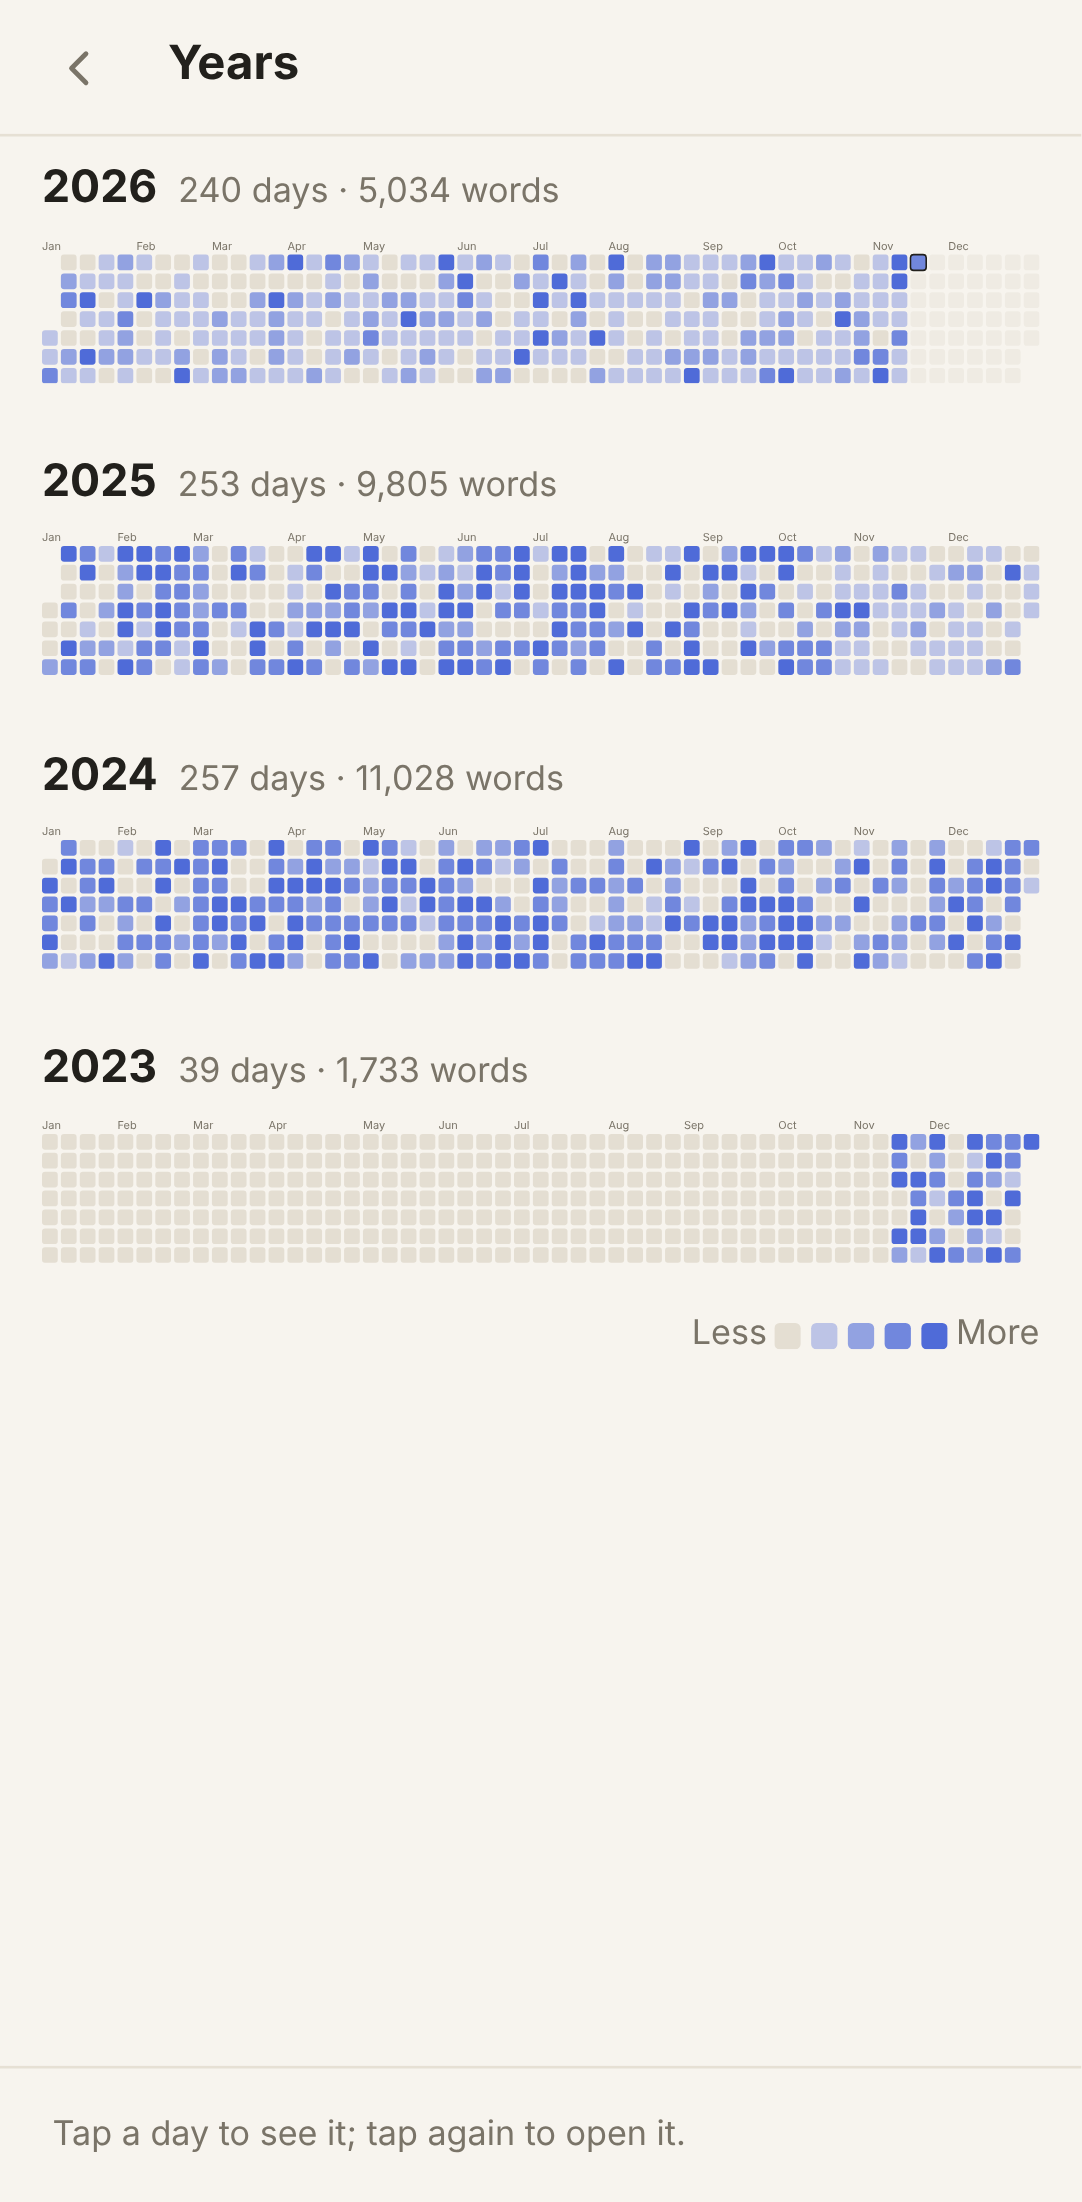 Years
2026 240 days · 5,034 words
Jan Feb Mar Apr May Jun Jul Aug Sep Oct Nov Dec
2025 253 days · 9,805 words
Jan Feb Mar Apr May Jun Jul Aug Sep Oct Nov Dec
2024 257 days · 11,028 words
Jan Feb Mar Apr May Jun Jul Aug Sep Oct Nov Dec
2023 39 days · 1,733 words
Jan Feb Mar Apr May Jun Jul Aug Sep Oct Nov Dec
Less More
Tap a day to see it; tap again to open it.